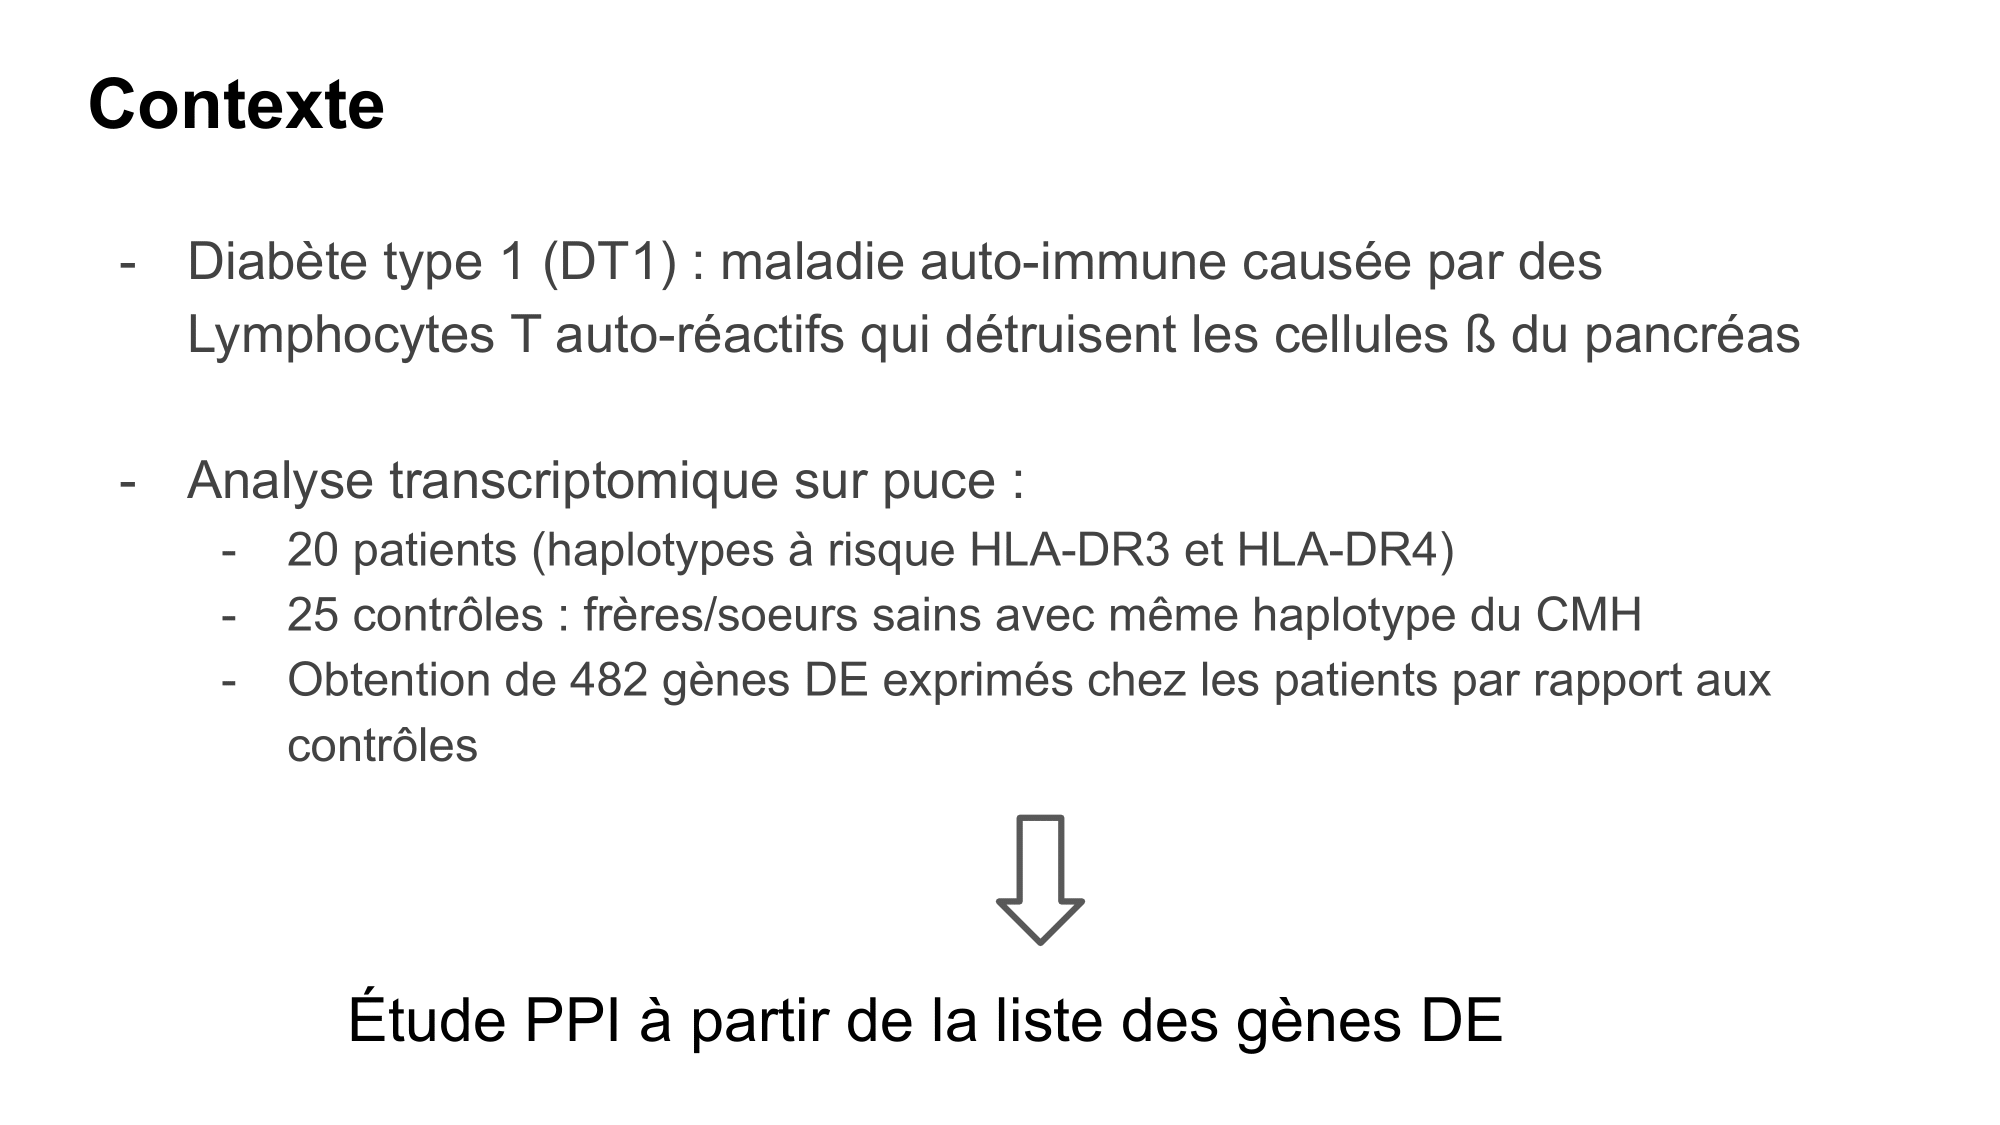 Contexte
- Diabète type 1 (DT1) : maladie auto-immune causée par des
Lymphocytes T auto-réactifs qui détruisent les cellules ß du pancréas
- Analyse transcriptomique sur puce :
- 20 patients (haplotypes à risque HLA-DR3 et HLA-DR4)
- 25 contrôles : frères/soeurs sains avec même haplotype du CMH
- Obtention de 482 gènes DE exprimés chez les patients par rapport aux
contrôles
Étude PPI à partir de la liste des gènes DE